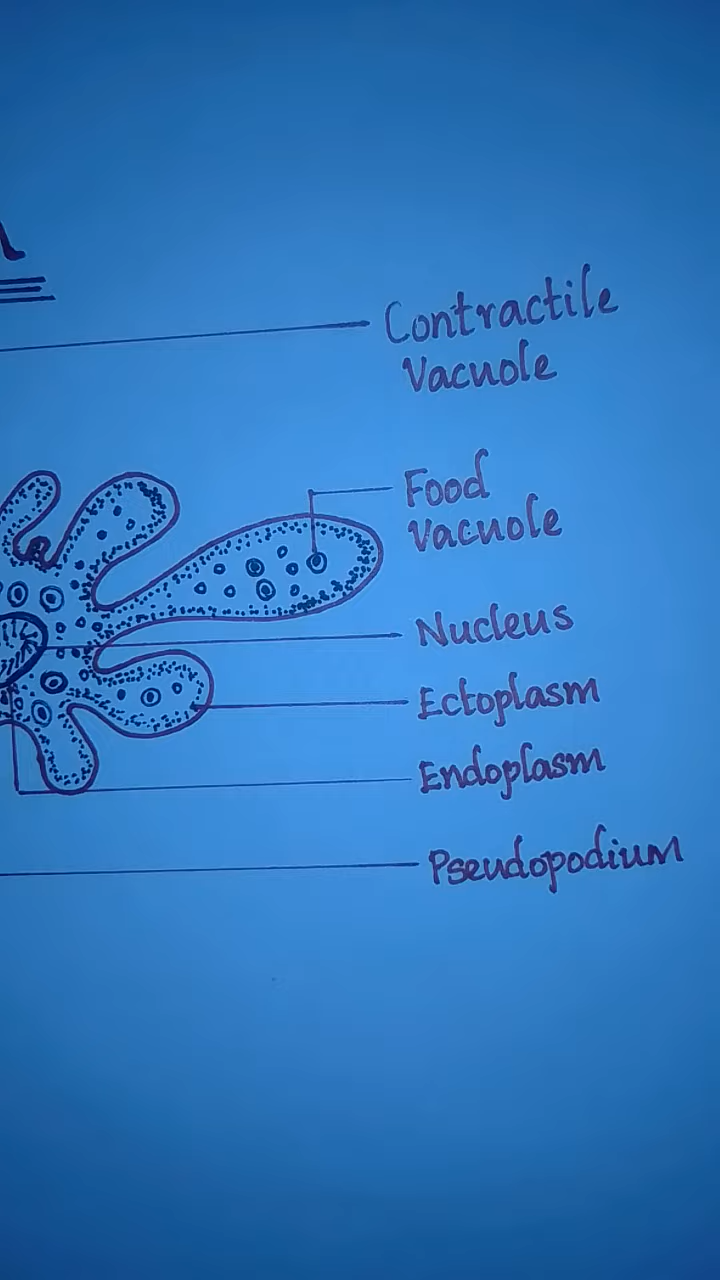 Contractile
Vacuole
Food
Vacuole
Nucleus
Ectoplasm
Endoplasm
Pseudopodium